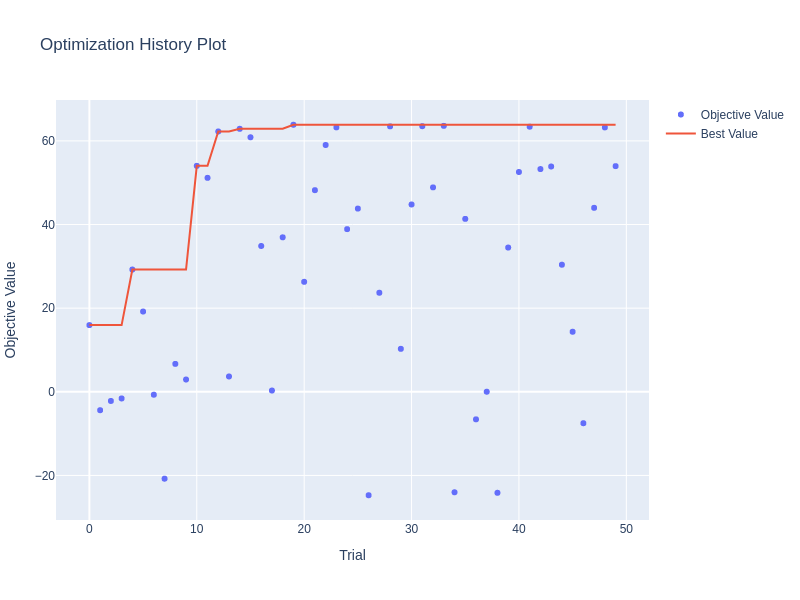 Optimization History Plot
Objective Value
Best Value
60
40
20
0
−20
0 10 20 30 40 50
Trial
Objective Value